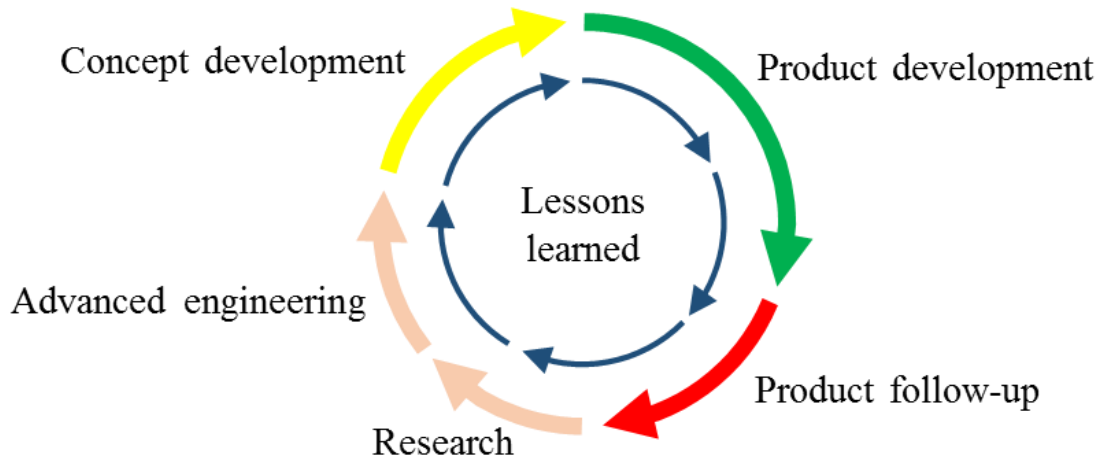 Concept development
Product development
Lessons
learned
Advanced engineering
Product follow-up
Research